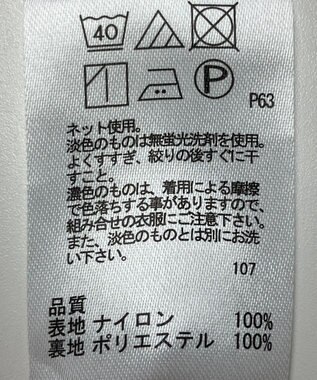 40
P P63
ネット使用。
淡色のものは無蛍光洗剤を使用。
よくすすぎ、絞りの後すぐに干
すこと。
濃色のものは、着用による摩擦
で色落ちする事がありますので、
組み合せの衣服にご注意下さい。
また、淡色のものとは別にお洗
い下さい。
107
品質
表地 ナイロン 100%
裏地 ポリエステル 100%